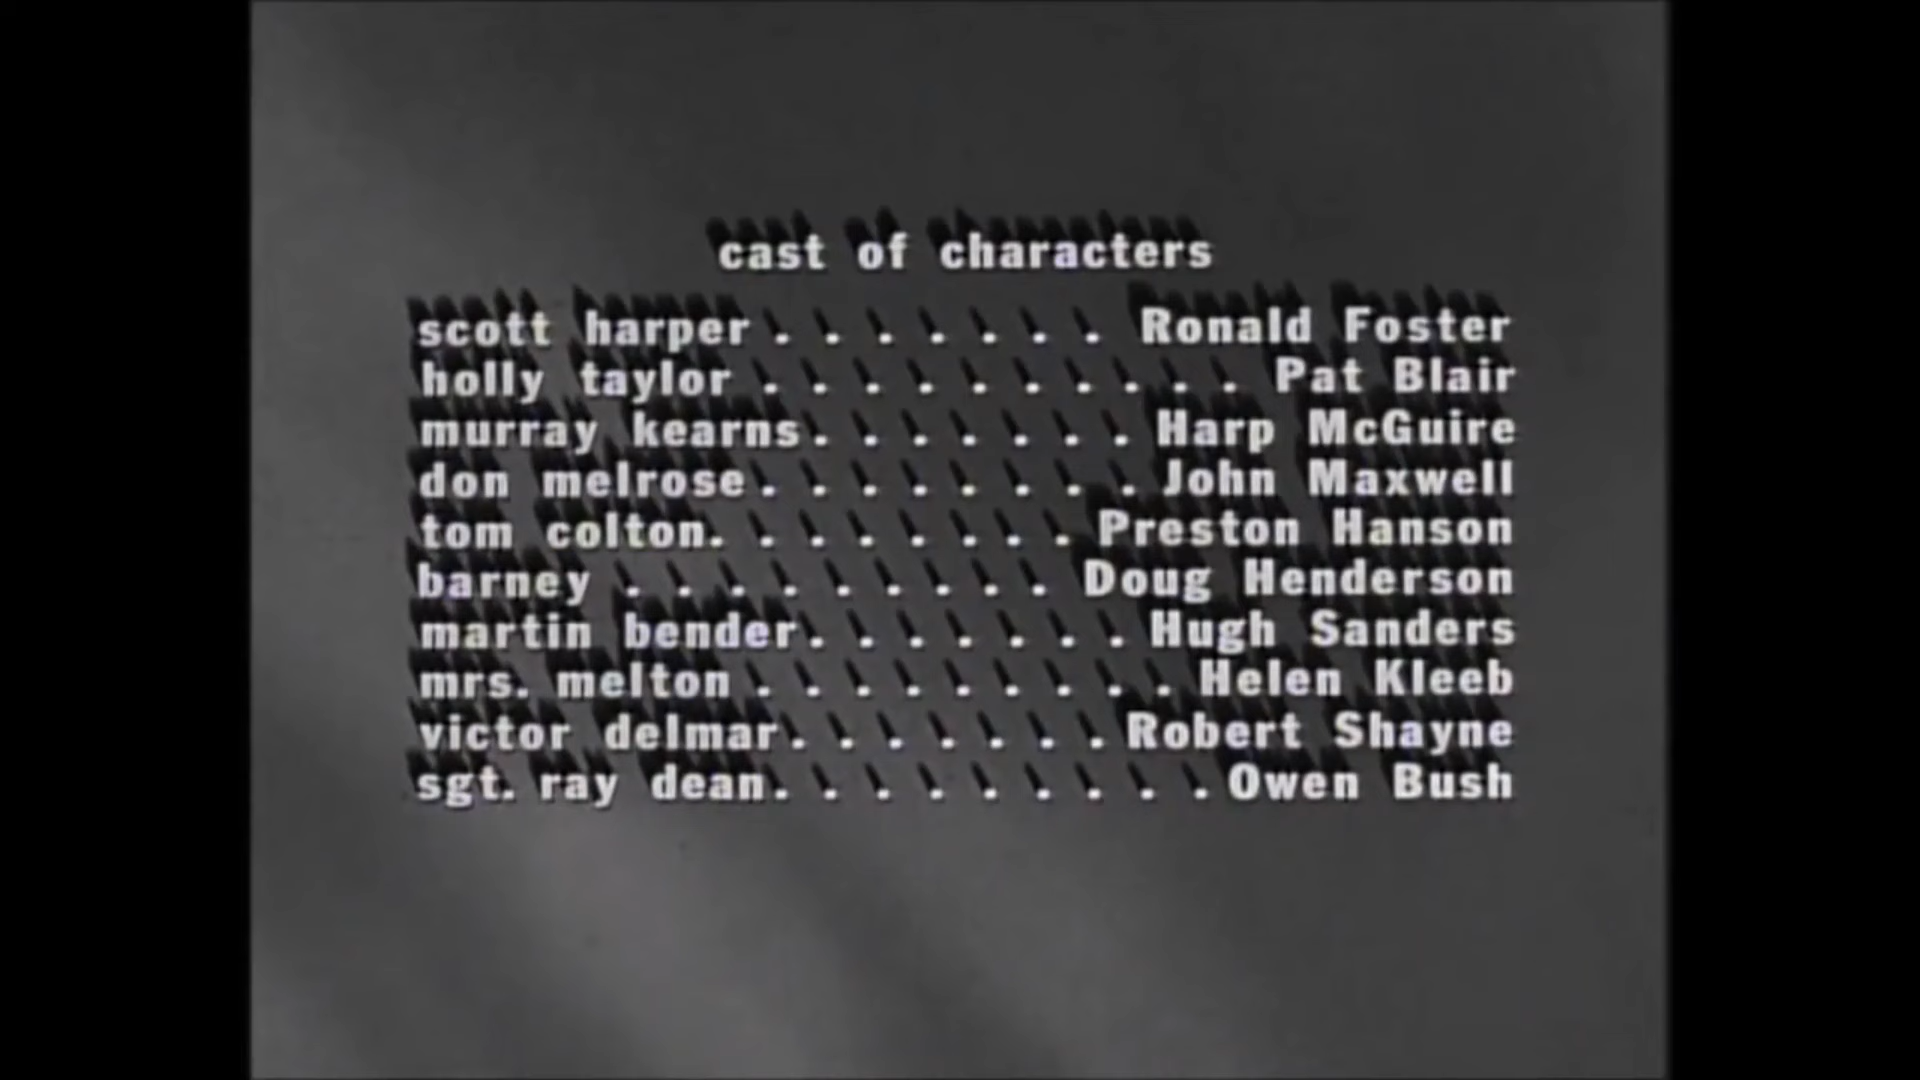 cast of characters
scott harper . . . . . . . Ronald Foster
holly taylor . . . . . . . . . . Pat Blair
murray kearns . . . . . . . Harp McGuire
don melrose . . . . . . . . John Maxwell
tom colton. . . . . . . . Preston Hanson
barney . . . . . . . . . Doug Henderson
martin bender . . . . . . . Hugh Sanders
mrs. melton . . . . . . . . . Helen Kleeb
victor delmar . . . . . . . Robert Shayne
sgt. ray dean . . . . . . . . . Owen Bush